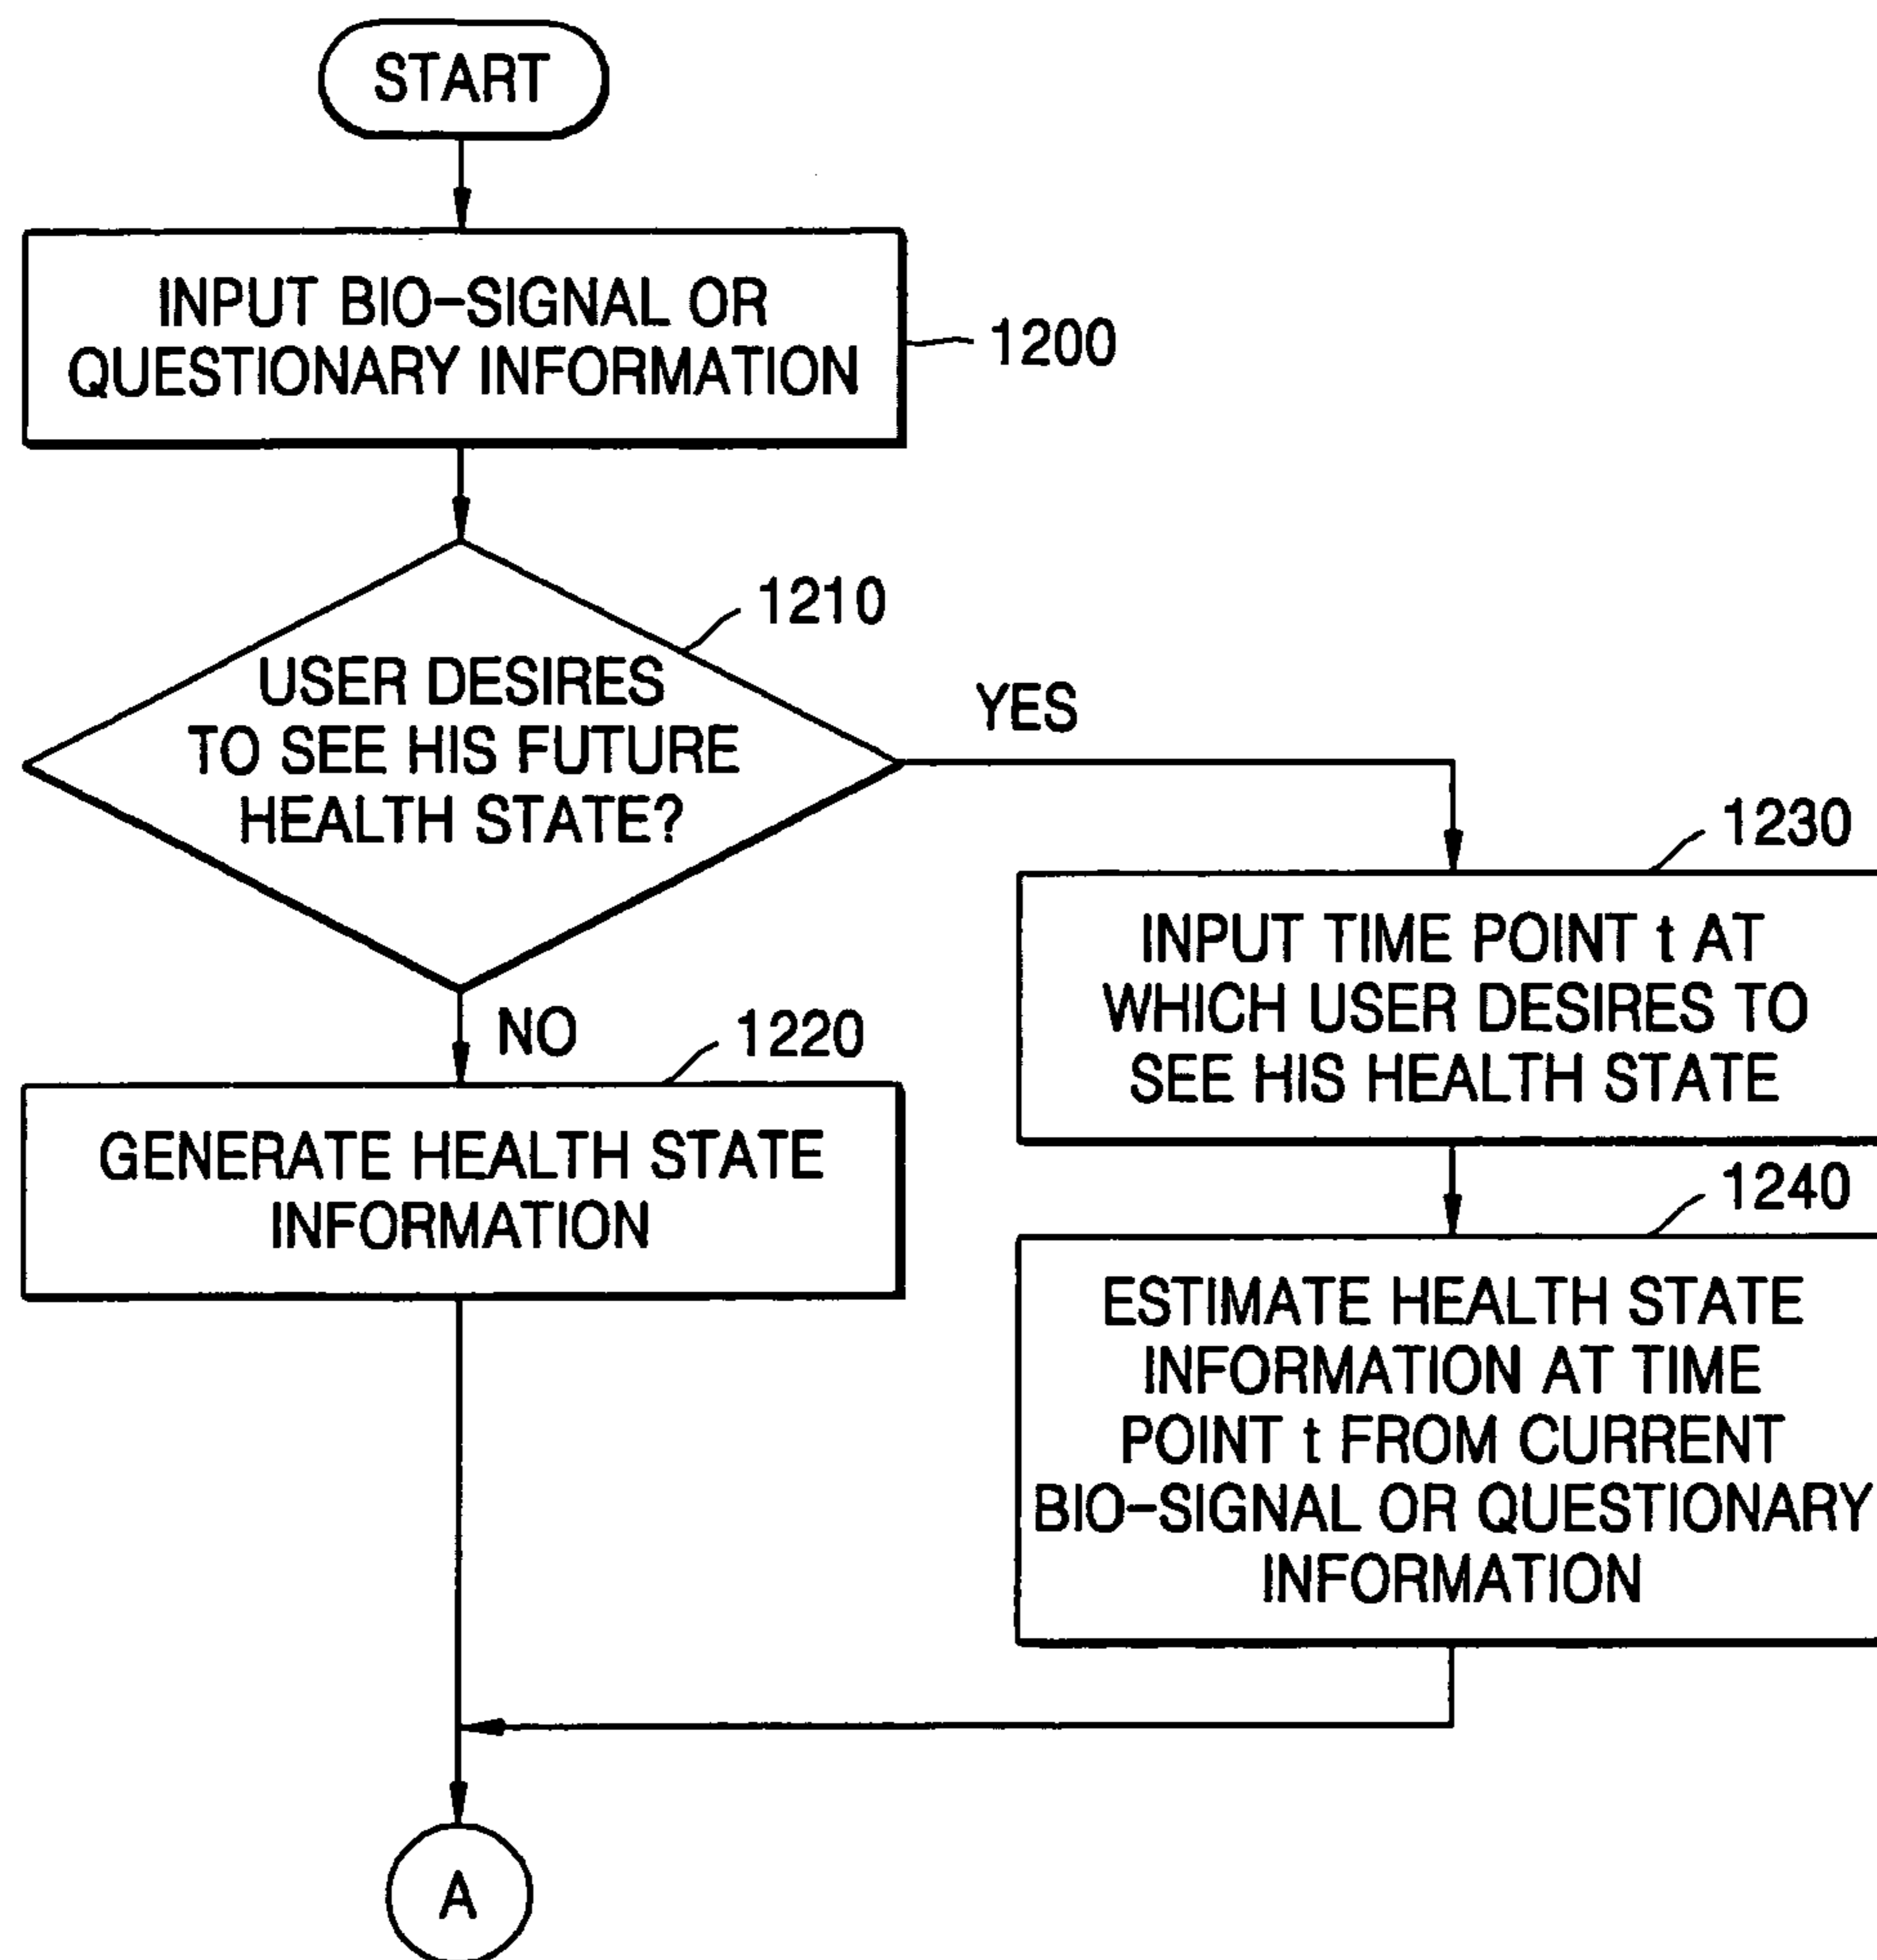 START
INPUT BIO-SIGNAL OR
QUESTIONARY INFORMATION
1200
1210
USER DESIRES
TO SEE HIS FUTURE
HEALTH STATE?
YES
NO
1220
GENERATE HEALTH STATE
INFORMATION
1230
INPUT TIME POINT t AT
WHICH USER DESIRES TO
SEE HIS HEALTH STATE
1240
ESTIMATE HEALTH STATE
INFORMATION AT TIME
POINT t FROM CURRENT
BIO-SIGNAL OR QUESTIONARY
INFORMATION
A